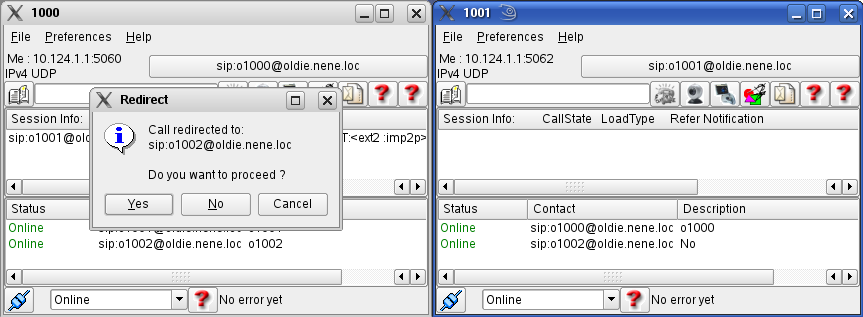 1000
File Preferences Help
Me : 10.124.1.1:5060
IPv4 UDP
sip:o1000@oldie.nene.loc
Session Info:
sip:o1001@o
T:<ext2 :imp2p>
Redirect
Call redirected to:
sip:o1002@oldie.nene.loc
Do you want to proceed ?
Yes No Cancel
Status
Online
Online sip:o1002@oldie.nene.loc o1002
Online No error yet
1001
File Preferences Help
Me : 10.124.1.1:5062
IPv4 UDP
sip:o1001@oldie.nene.loc
Session Info: CallState LoadType Refer Notification
Status Contact Description
Online sip:o1000@oldie.nene.loc o1000
Online sip:o1002@oldie.nene.loc No
Online No error yet